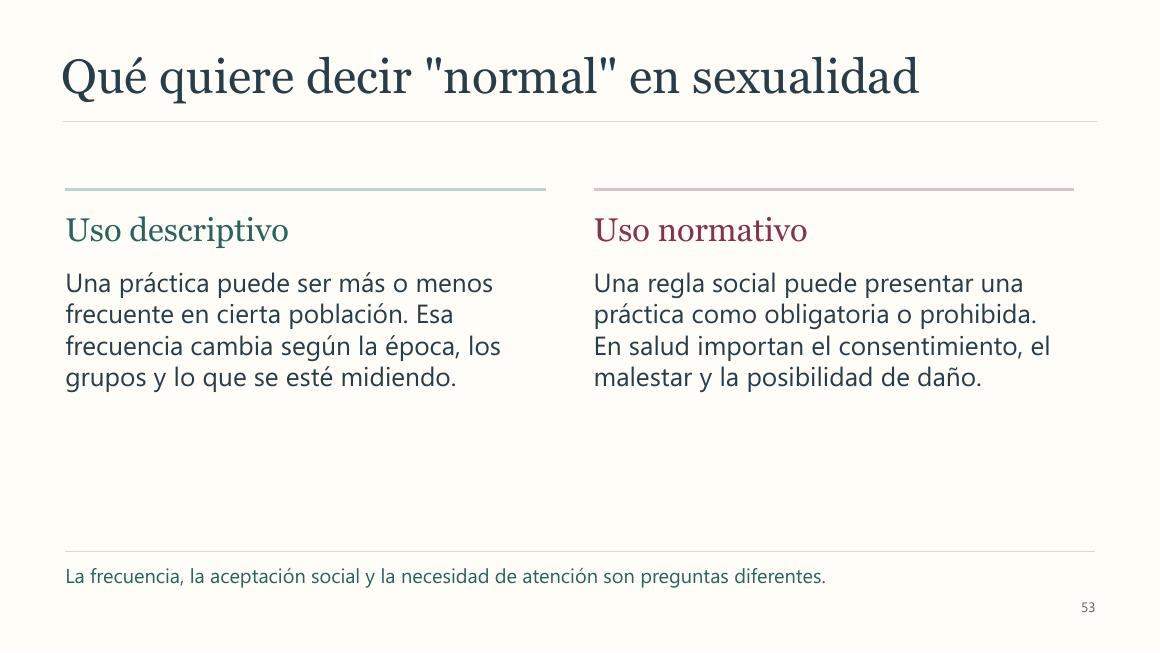 Qué quiere decir "normal" en sexualidad
Uso descriptivo
Una práctica puede ser más o menos
frecuente en cierta población. Esa
frecuencia cambia según la época, los
grupos y lo que se esté midiendo.
Uso normativo
Una regla social puede presentar una
práctica como obligatoria o prohibida.
En salud importan el consentimiento, el
malestar y la posibilidad de daño.
La frecuencia, la aceptación social y la necesidad de atención son preguntas diferentes.
53